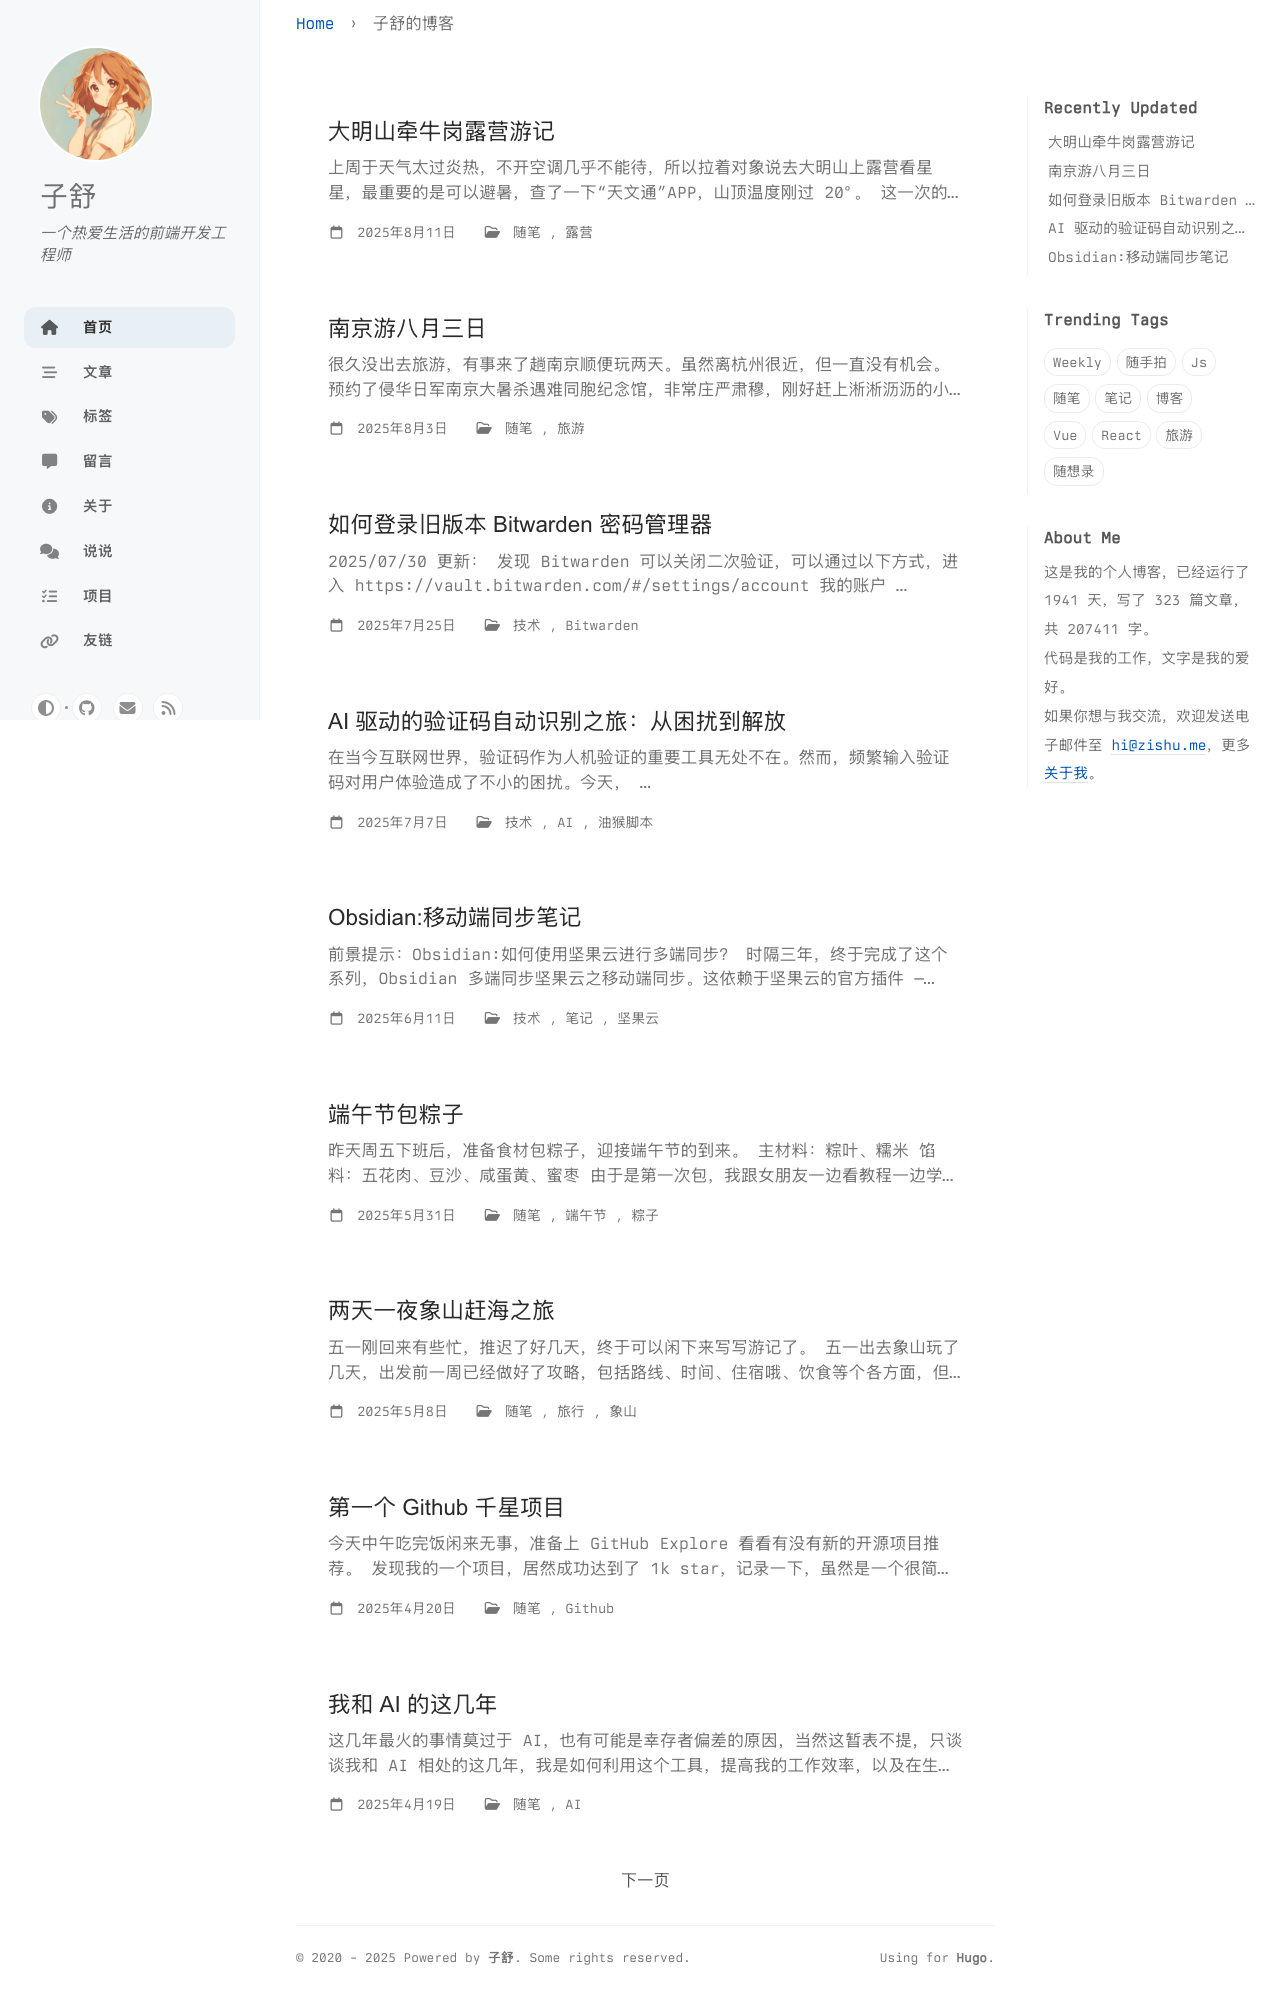 子舒
一个热爱生活的前端开发工
程师
首页
文章
标签
留言
关于
说说
项目
友链
Home › 子舒的博客
大明山牵牛岗露营游记
上周于天气太过炎热，不开空调几乎不能待，所以拉着对象说去大明山上露营看星
星，最重要的是可以避暑，查了一下“天文通”APP，山顶温度刚过 20°。 这一次的…
2025年8月11日 随笔 , 露营
南京游八月三日
很久没出去旅游，有事来了趟南京顺便玩两天。虽然离杭州很近，但一直没有机会。
预约了侵华日军南京大暑杀遇难同胞纪念馆，非常庄严肃穆，刚好赶上淅淅沥沥的小…
2025年8月3日 随笔 , 旅游
如何登录旧版本 Bitwarden 密码管理器
2025/07/30 更新： 发现 Bitwarden 可以关闭二次验证，可以通过以下方式，进
入 https://vault.bitwarden.com/#/settings/account 我的账户 …
2025年7月25日 技术 , Bitwarden
AI 驱动的验证码自动识别之旅：从困扰到解放
在当今互联网世界，验证码作为人机验证的重要工具无处不在。然而，频繁输入验证
码对用户体验造成了不小的困扰。今天， …
2025年7月7日 技术 , AI , 油猴脚本
Obsidian:移动端同步笔记
前景提示：Obsidian:如何使用坚果云进行多端同步？ 时隔三年，终于完成了这个
系列，Obsidian 多端同步坚果云之移动端同步。这依赖于坚果云的官方插件 —…
2025年6月11日 技术 , 笔记 , 坚果云
端午节包粽子
昨天周五下班后，准备食材包粽子，迎接端午节的到来。 主材料：粽叶、糯米 馅
料：五花肉、豆沙、咸蛋黄、蜜枣 由于是第一次包，我跟女朋友一边看教程一边学…
2025年5月31日 随笔 , 端午节 , 粽子
两天一夜象山赶海之旅
五一刚回来有些忙，推迟了好几天，终于可以闲下来写写游记了。 五一出去象山玩了
几天，出发前一周已经做好了攻略，包括路线、时间、住宿哦、饮食等个各方面，但…
2025年5月8日 随笔 , 旅行 , 象山
第一个 Github 千星项目
今天中午吃完饭闲来无事，准备上 GitHub Explore 看看有没有新的开源项目推
荐。 发现我的一个项目，居然成功达到了 1k star，记录一下，虽然是一个很简…
2025年4月20日 随笔 , Github
我和 AI 的这几年
这几年最火的事情莫过于 AI，也有可能是幸存者偏差的原因，当然这暂表不提，只谈
谈我和 AI 相处的这几年，我是如何利用这个工具，提高我的工作效率，以及在生…
2025年4月19日 随笔 , AI
下一页
© 2020 - 2025 Powered by 子舒. Some rights reserved.
Using for Hugo.
Recently Updated
大明山牵牛岗露营游记
南京游八月三日
如何登录旧版本 Bitwarden …
AI 驱动的验证码自动识别之…
Obsidian:移动端同步笔记
Trending Tags
Weekly 随手拍 Js
随笔 笔记 博客
Vue React 旅游
随想录
About Me
这是我的个人博客，已经运行了
1941 天，写了 323 篇文章，
共 207411 字。
代码是我的工作，文字是我的爱
好。
如果你想与我交流，欢迎发送电
子邮件至 hi@zishu.me，更多
关于我。